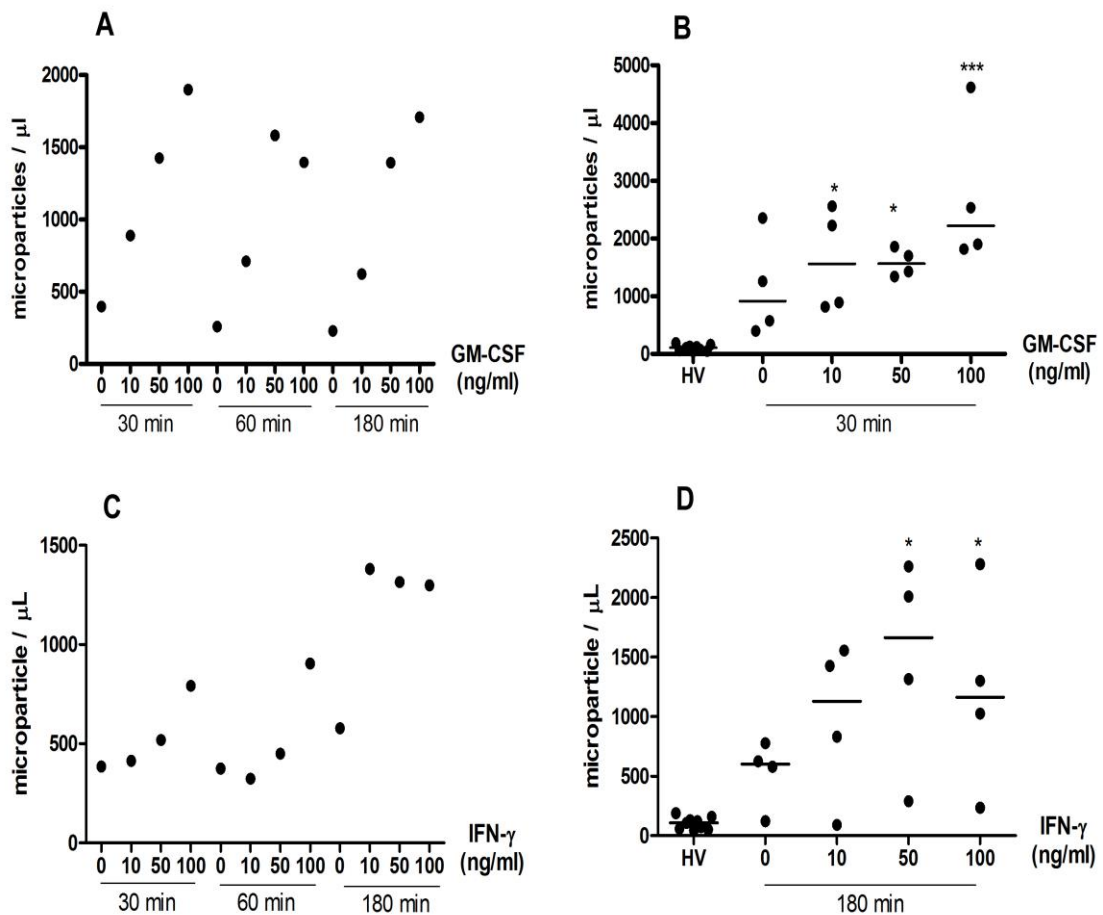 A
2000
1500
1000
500
0
microparticles / μl
0 10 50 100 0 10 50 100 0 10 50 100
GM-CSF
(ng/ml)
30 min 60 min 180 min
B
5000
4000
3000
2000
1000
0
microparticles / μl
* * ***
HV 0 10 50 100
GM-CSF
(ng/ml)
30 min
C
1500
1000
500
0
microparticle / μL
0 10 50 100 0 10 50 100 0 10 50 100
IFN-γ
(ng/ml)
30 min 60 min 180 min
D
2500
2000
1500
1000
500
0
microparticle / μL
* *
HV 0 10 50 100
IFN-γ
(ng/ml)
180 min